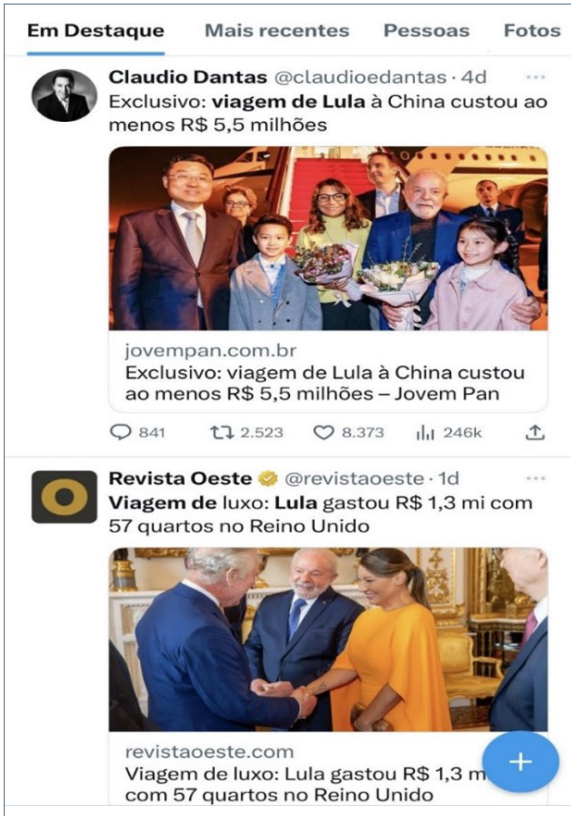 Em Destaque Mais recentes Pessoas Fotos
Claudio Dantas @claudioedantas · 4d
Exclusivo: viagem de Lula à China custou ao
menos R$ 5,5 milhões
jovempan.com.br
Exclusivo: viagem de Lula à China custou
ao menos R$ 5,5 milhões – Jovem Pan
841 2.523 8.373 246k
Revista Oeste @revistaoeste · 1d
Viagem de luxo: Lula gastou R$ 1,3 mi com
57 quartos no Reino Unido
revistaoeste.com
Viagem de luxo: Lula gastou R$ 1,3 m
com 57 quartos no Reino Unido